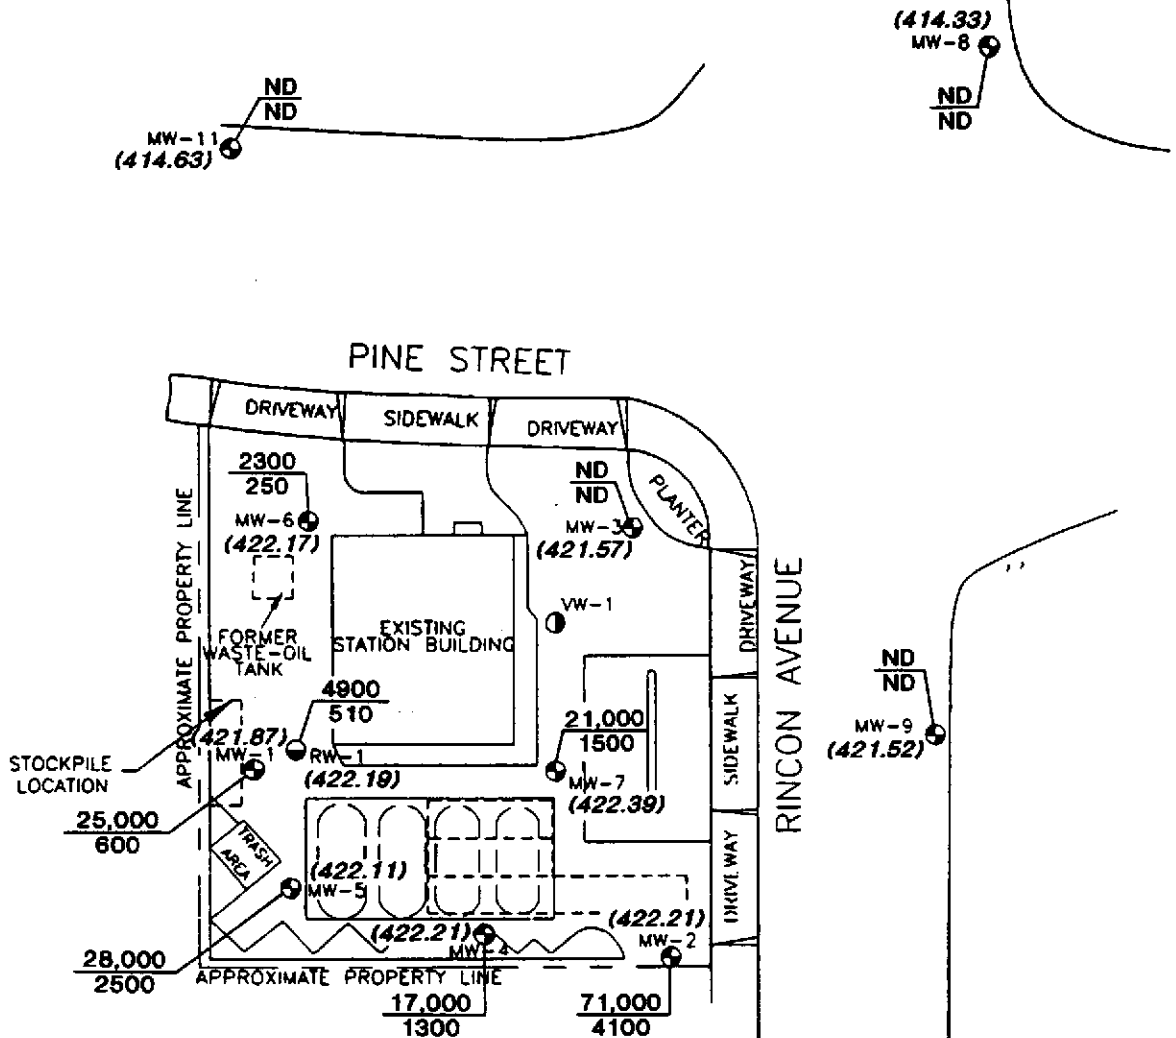 (414.33)
MW-8
ND
ND
ND
ND
MW-11
(414.63)
PINE STREET
DRIVEWAY
SIDEWALK
DRIVEWAY
PLANTER
2300
250
MW-6
(422.17)
ND
ND
MW-3
(421.57)
APPROXIMATE PROPERTY LINE
FORMER
WASTE-OIL
TANK
EXISTING
STATION BUILDING
VW-1
DRIVEWAY
RINCON AVENUE
SIDEWALK
DRIVEWAY
ND
ND
MW-9
(421.52)
4900
510
RW-1
(422.19)
(421.87)
MW-1
STOCKPILE
LOCATION
25,000
600
21,000
1500
MW-7
(422.39)
TRASH
AREA
(422.11)
MW-5
28,000
2500
(422.21)
MW-4
17,000
1300
(422.21)
MW-2
71,000
4100
APPROXIMATE PROPERTY LINE